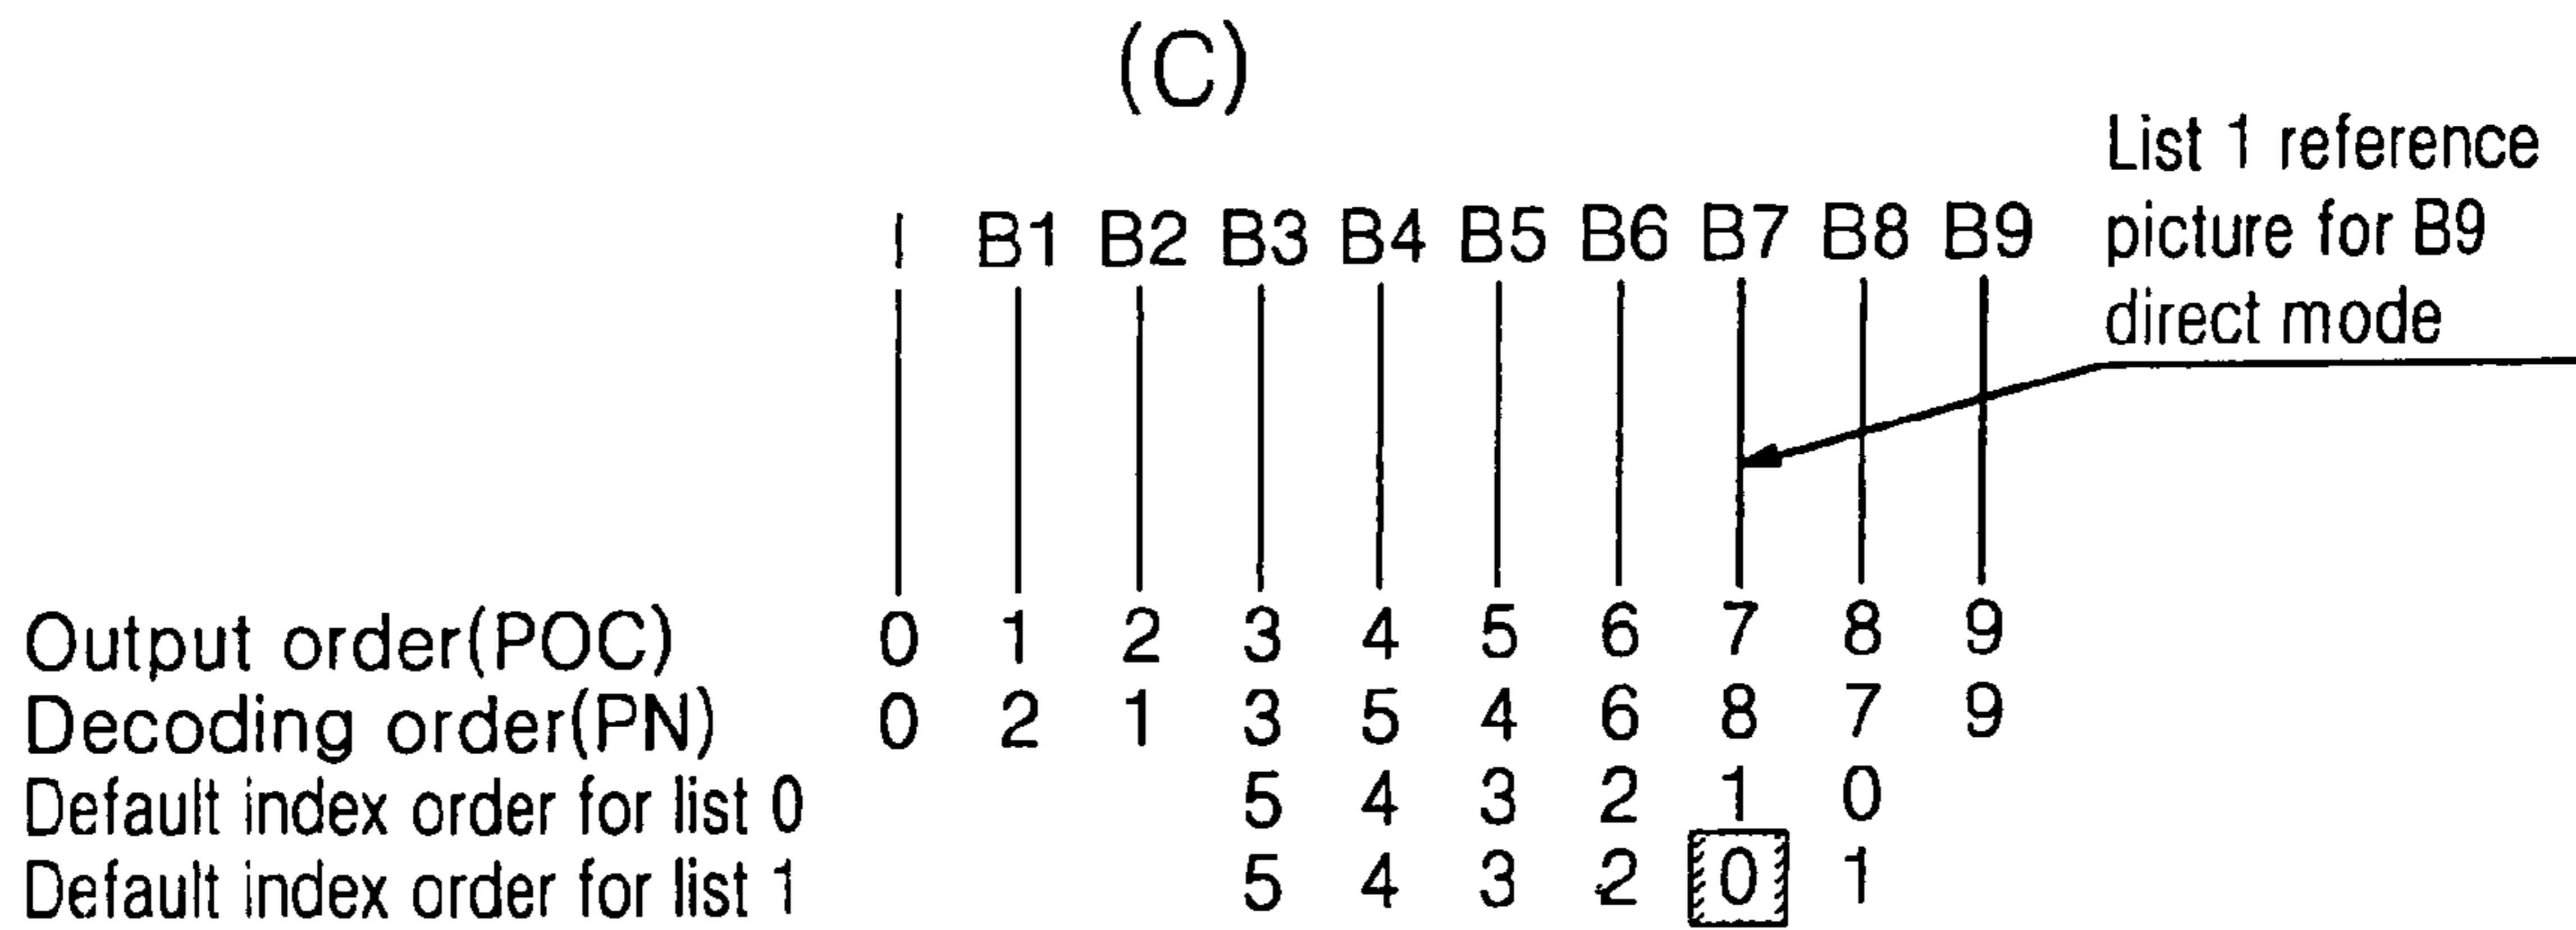 (C)
List 1 reference
picture for B9
direct mode
I B1 B2 B3 B4 B5 B6 B7 B8 B9
Output order(POC) 0 1 2 3 4 5 6 7 8 9
Decoding order(PN) 0 2 1 3 5 4 6 8 7 9
Default index order for list 0 5 4 3 2 1 0
Default index order for list 1 5 4 3 2 0 1